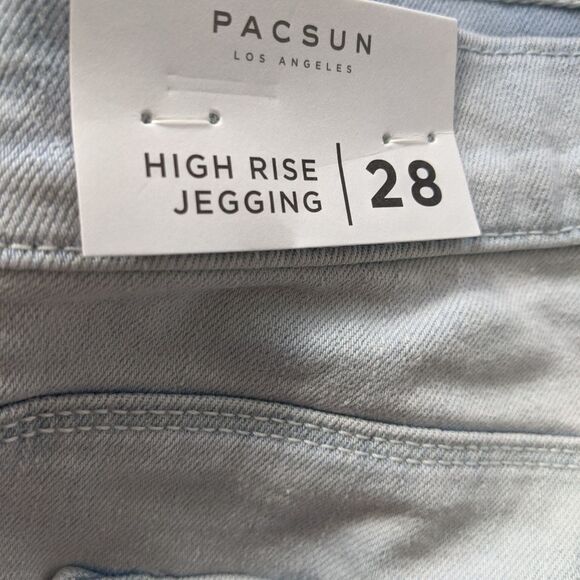 PACSUN
LOS ANGELES
HIGH RISE
JEGGING
28